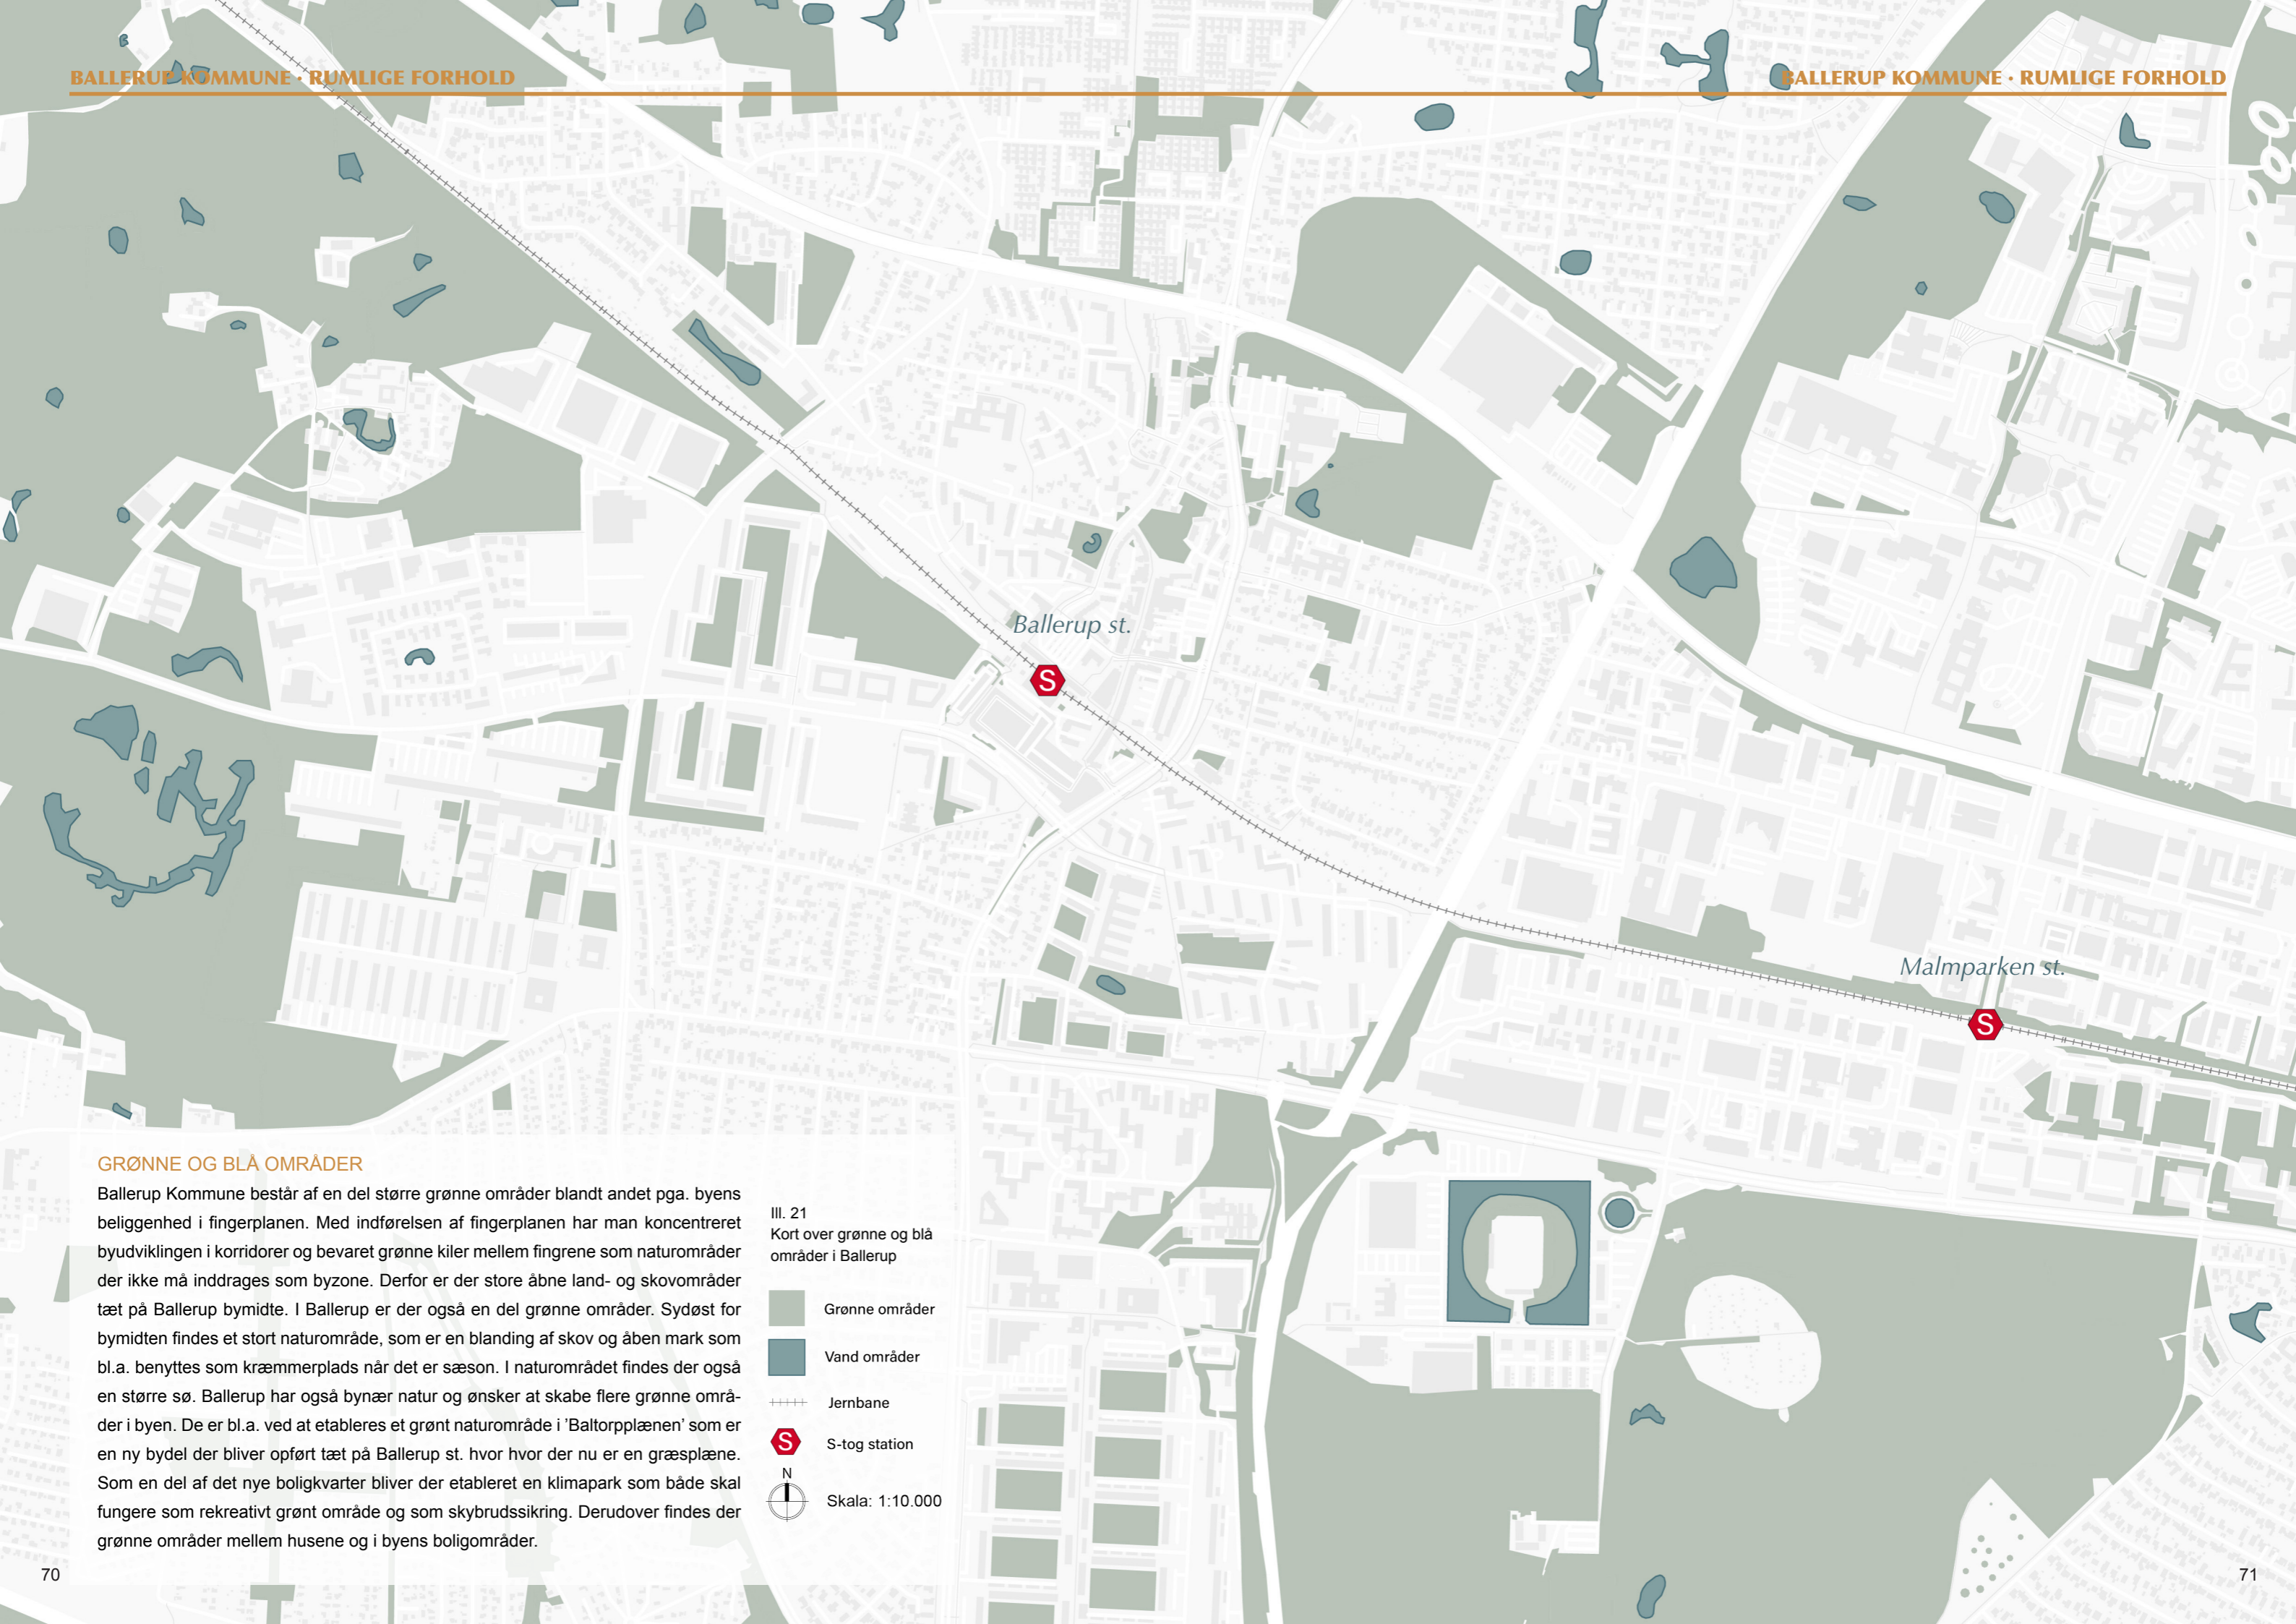 BALLERUP KOMMUNE · RUMLIGE FORHOLD
BALLERUP KOMMUNE · RUMLIGE FORHOLD
Ballerup st.
S
Malmparken st.
S
GRØNNE OG BLÅ OMRÅDER
Ballerup Kommune består af en del større grønne områder blandt andet pga. byens
beliggenhed i fingerplanen. Med indførelsen af fingerplanen har man koncentreret
byudviklingen i korridorer og bevaret grønne kiler mellem fingrene som naturområder
der ikke må inddrages som byzone. Derfor er der store åbne land- og skovområder
tæt på Ballerup bymidte. I Ballerup er der også en del grønne områder. Sydøst for
bymidten findes et stort naturområde, som er en blanding af skov og åben mark som
bl.a. benyttes som kræmmerplads når det er sæson. I naturområdet findes der også
en større sø. Ballerup har også bynær natur og ønsker at skabe flere grønne områ-
der i byen. De er bl.a. ved at etableres et grønt naturområde i ’Baltorpplænen’ som er
en ny bydel der bliver opført tæt på Ballerup st. hvor hvor der nu er en græsplæne.
Som en del af det nye boligkvarter bliver der etableret en klimapark som både skal
fungere som rekreativt grønt område og som skybrudssikring. Derudover findes der
grønne områder mellem husene og i byens boligområder.
Ill. 21
Kort over grønne og blå
områder i Ballerup
Grønne områder
Vand områder
Jernbane
S
S-tog station
N
Skala: 1:10.000
70
71